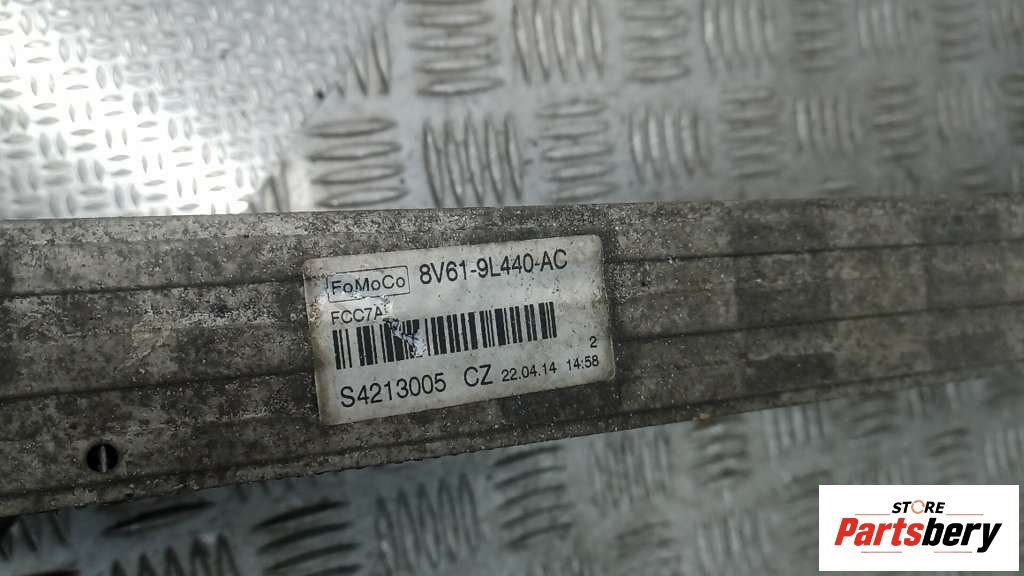 FoMoCo 8V61-9L440-AC
FCC7A
2
S4213005 CZ 22.04.14 14:58
STORE
Partsbery